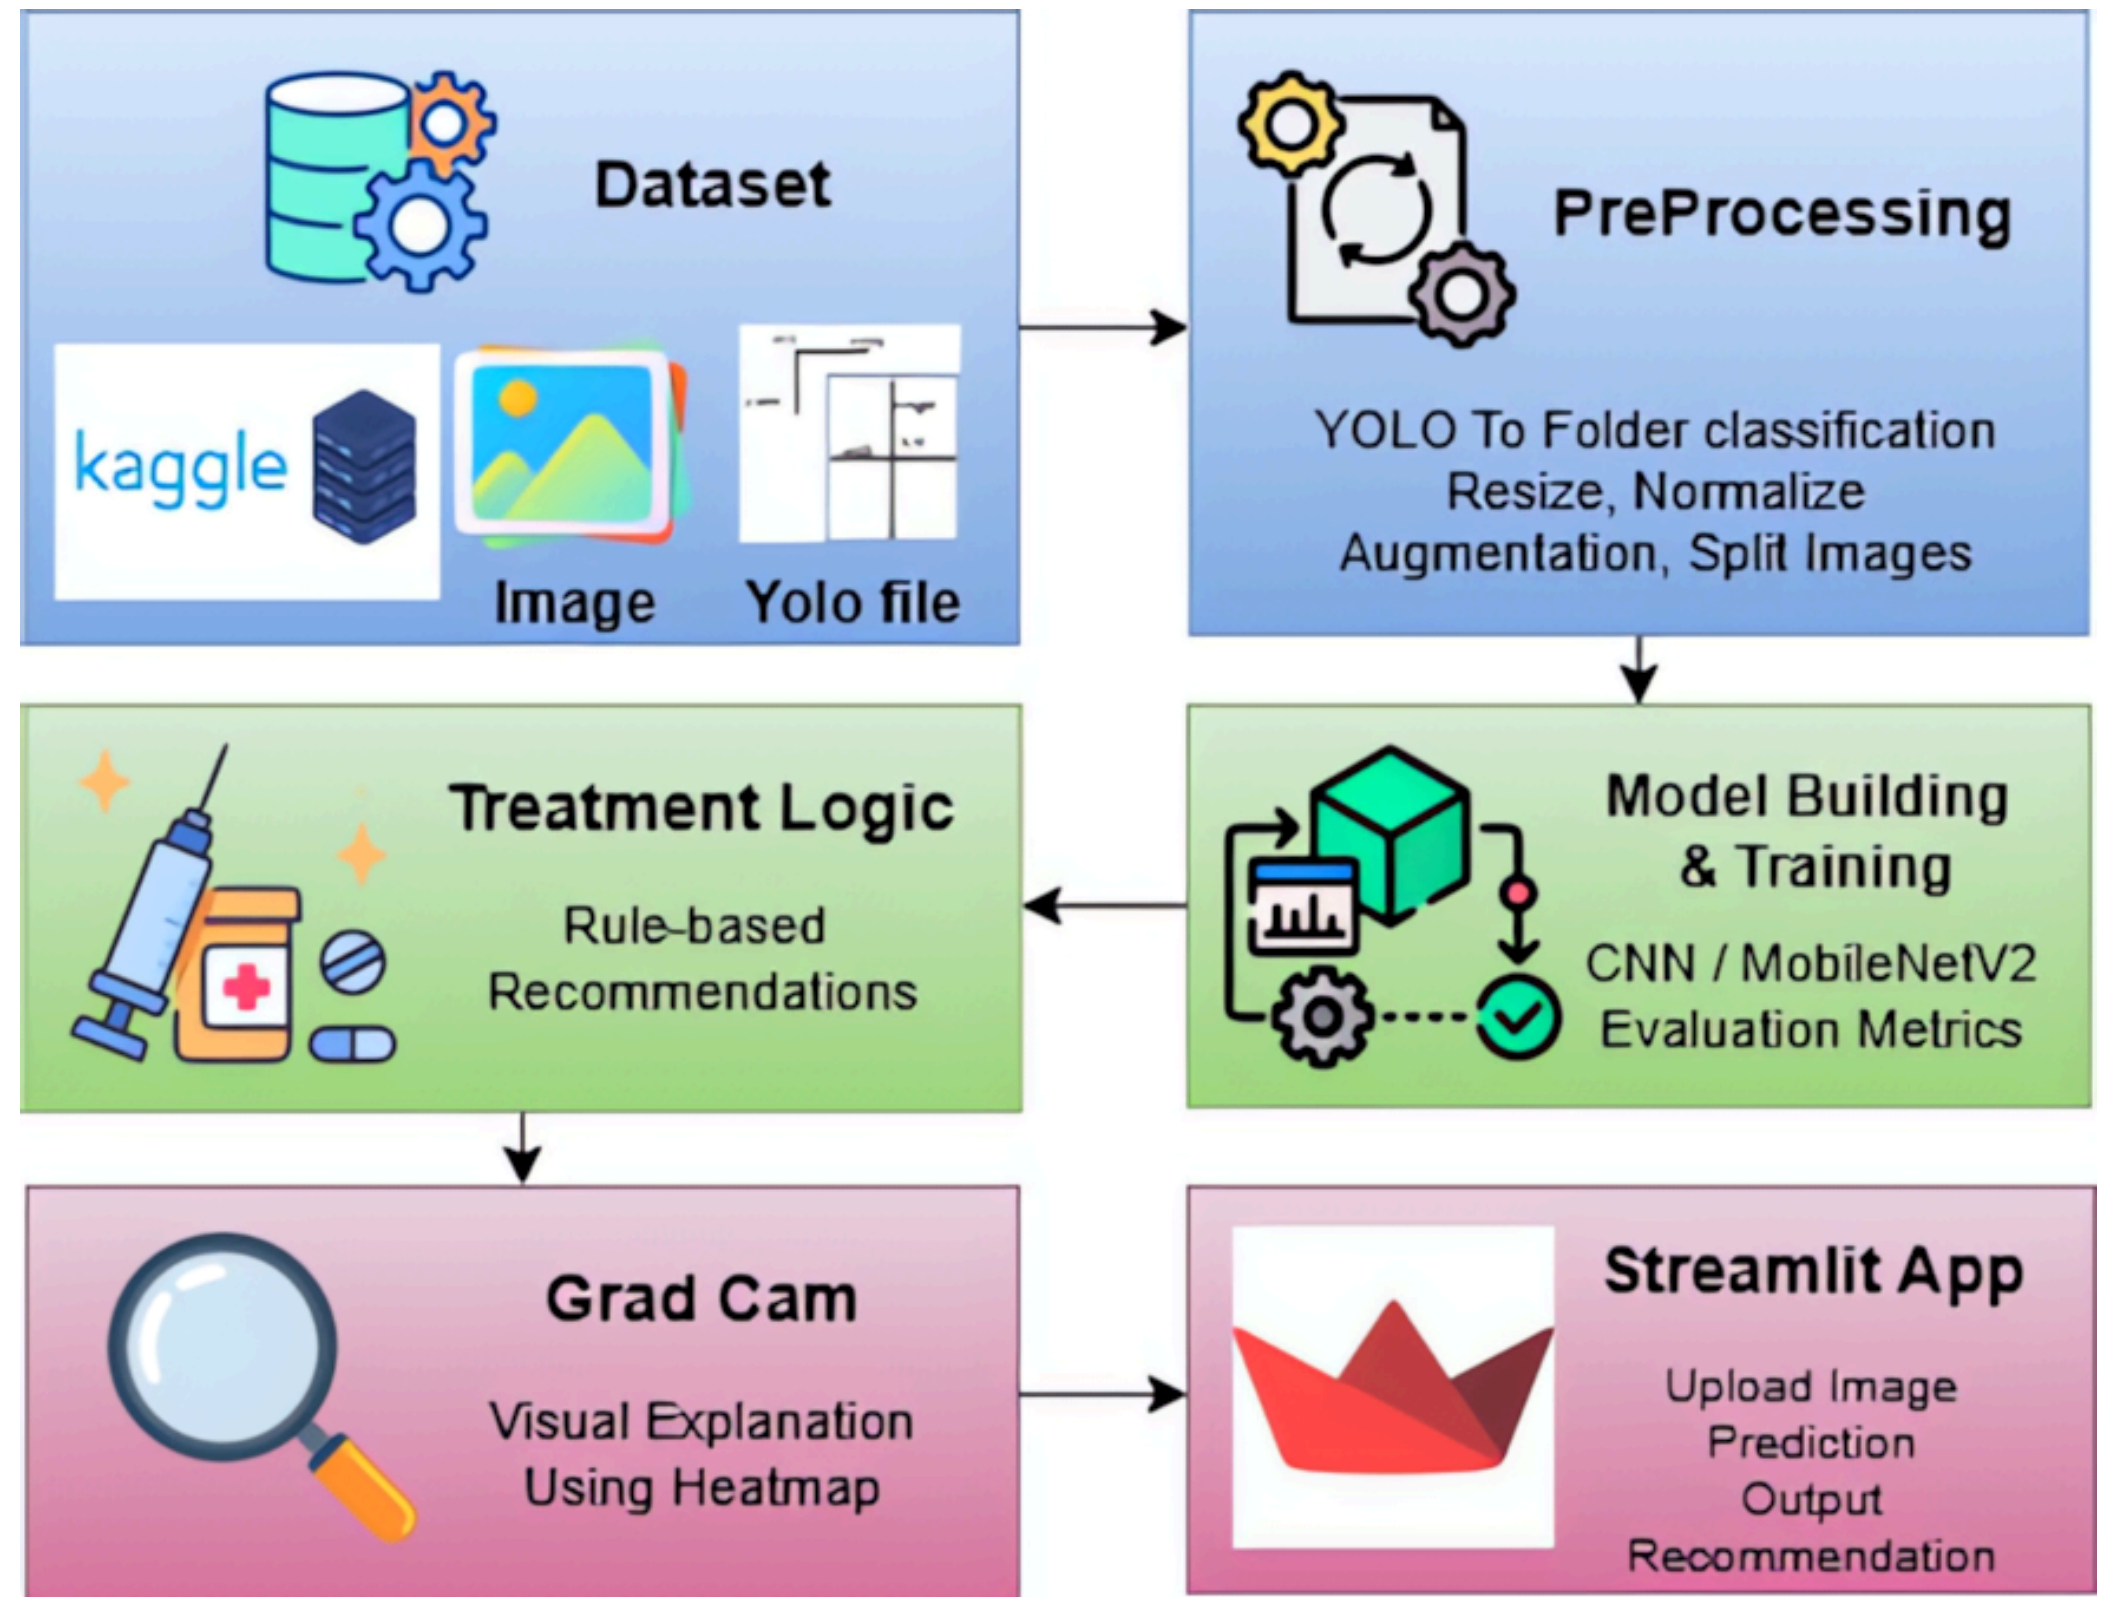 Dataset
kaggle
Image
Yolo file
PreProcessing
YOLO To Folder classification
Resize, Normalize
Augmentation, Split Images
Treatment Logic
Rule-based
Recommendations
Model Building
& Training
CNN / MobileNetV2
Evaluation Metrics
Grad Cam
Visual Explanation
Using Heatmap
Streamlit App
Upload Image
Prediction
Output
Recommendation